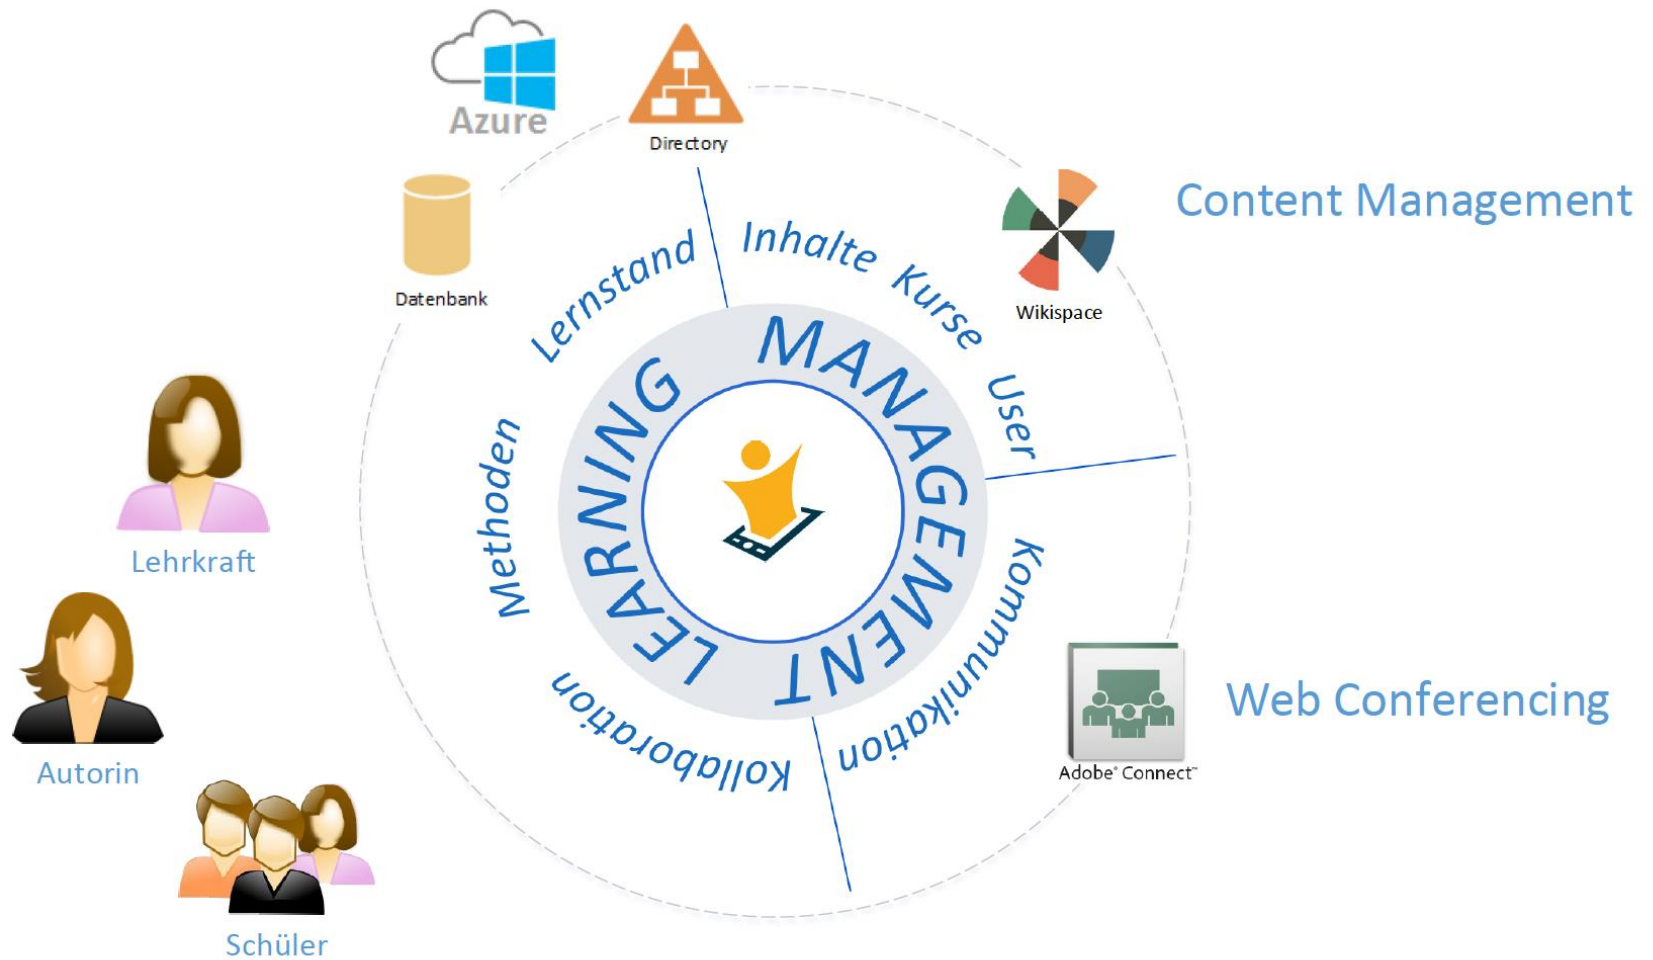 Azure
Directory
Datenbank
Wikispace
Content Management
Lernstand
Inhalte Kurse User
Methoden
LEARNING MANAGEMENT
Kommunikation
Kollaboration
Lehrkraft
Autorin
Schüler
Adobe® Connect™
Web Conferencing